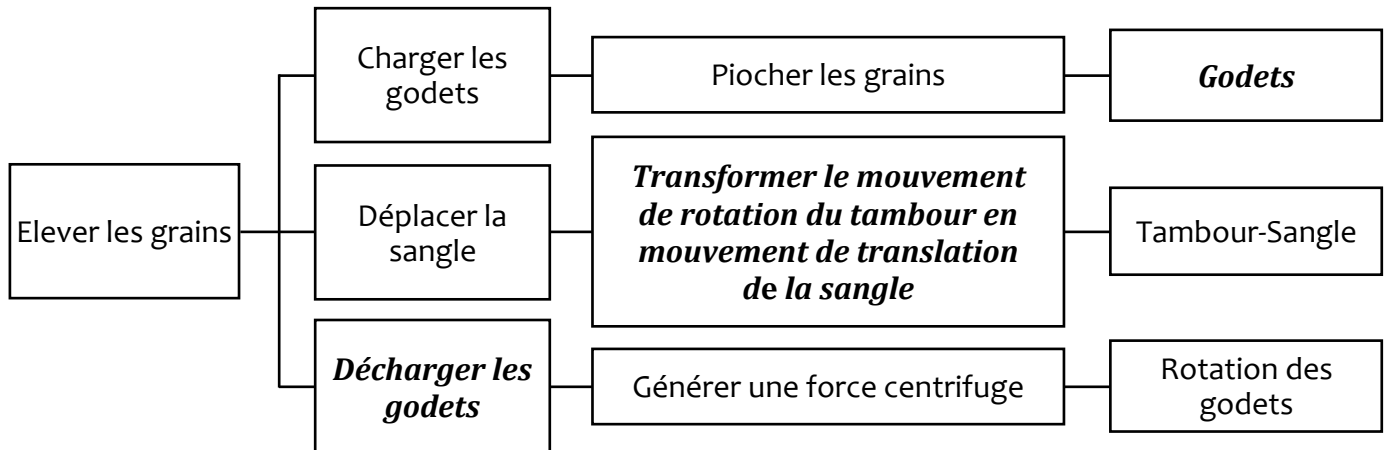 Charger les
godets
Piocher les grains
Godets
Elever les grains
Déplacer la
sangle
Transformer le mouvement
de rotation du tambour en
mouvement de translation
de la sangle
Tambour-Sangle
Décharger les
godets
Générer une force centrifuge
Rotation des
godets